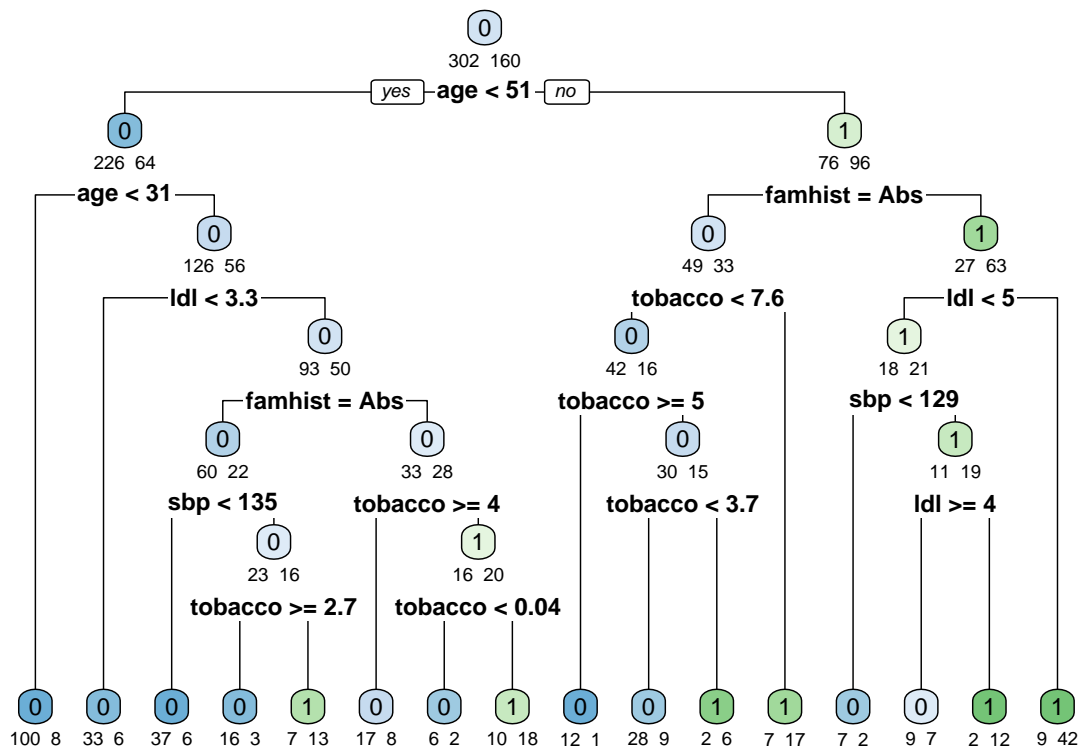 0
302 160
yes age < 51 no
0 1
226 64 76 96
age < 31 famhist = Abs
0 0 1
126 56 49 33 27 63
ldl < 3.3 tobacco < 7.6 ldl < 5
0 0 1
93 50 42 16 18 21
famhist = Abs tobacco >= 5 sbp < 129
0 0 0 1
60 22 33 28 30 15 11 19
sbp < 135 tobacco >= 4 tobacco < 3.7 ldl >= 4
0 1
23 16 16 20
tobacco >= 2.7 tobacco < 0.04
0 0 0 0 1 0 0 1 0 0 1 1 0 0 1 1
100 8 33 6 37 6 16 3 7 13 17 8 6 2 10 18 12 1 28 9 2 6 7 17 7 2 9 7 2 12 9 42